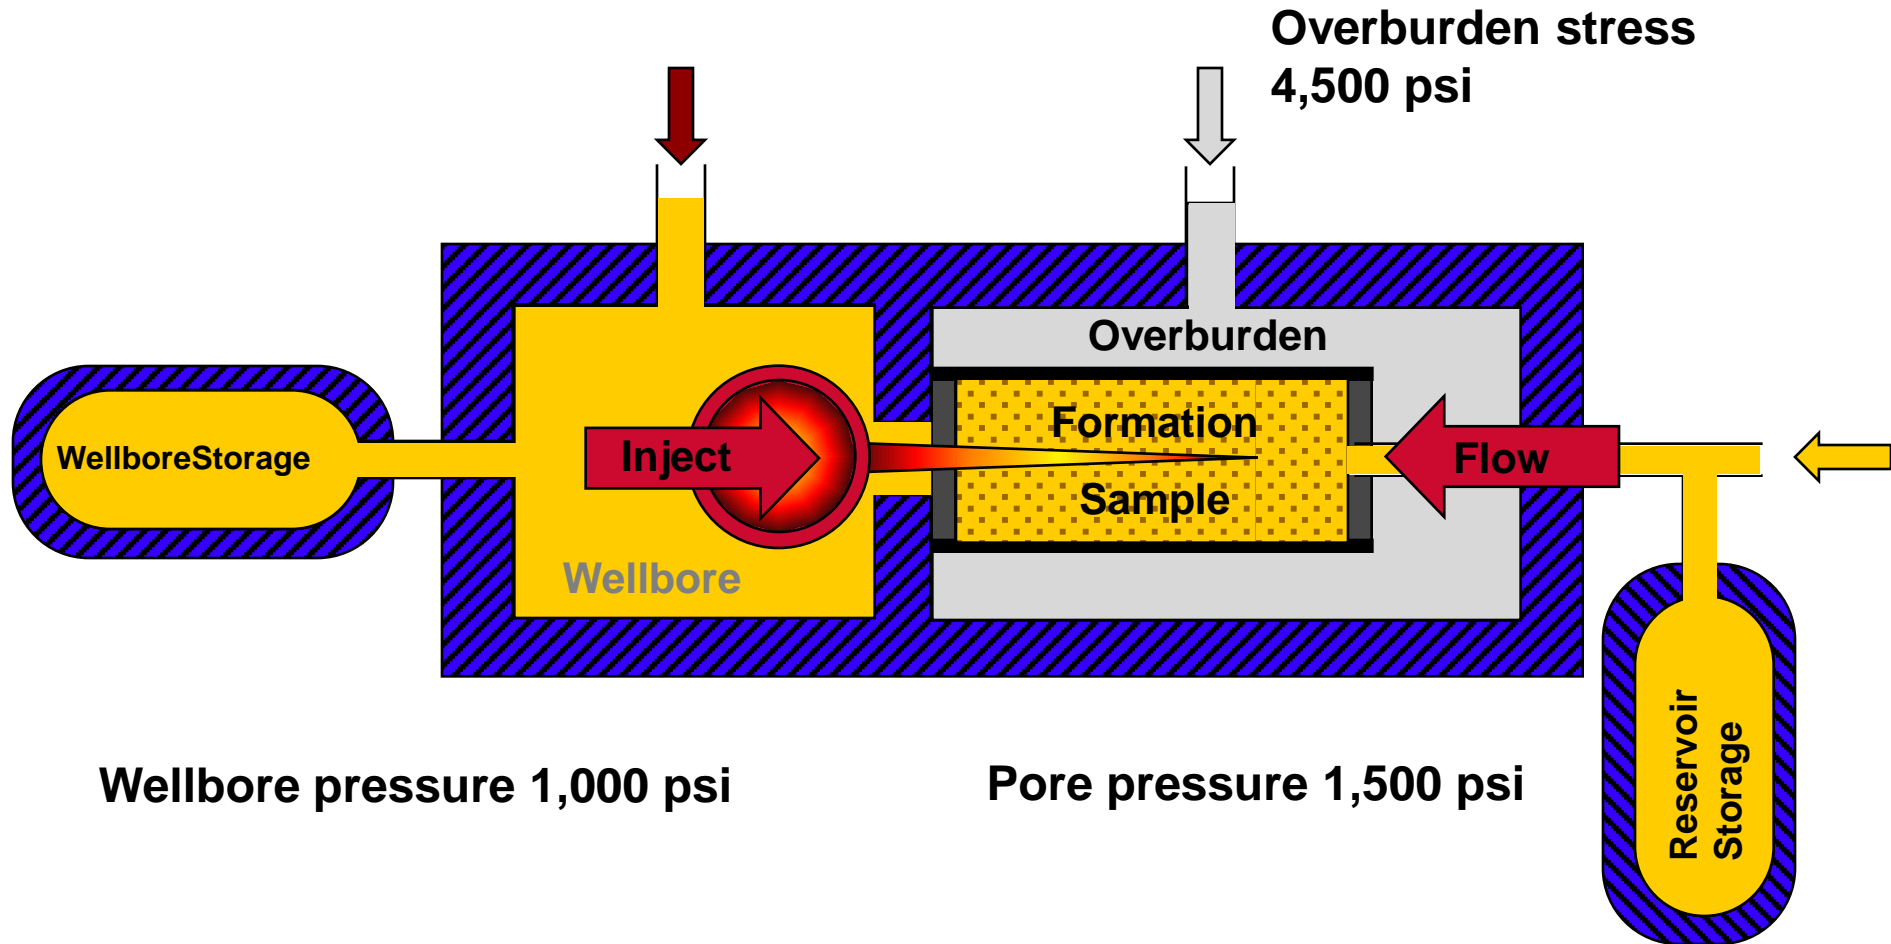 Overburden stress
4,500 psi
Overburden
Formation
Sample
WellboreStorage
Inject
Flow
Wellbore
Reservoir
Storage
Wellbore pressure 1,000 psi
Pore pressure 1,500 psi